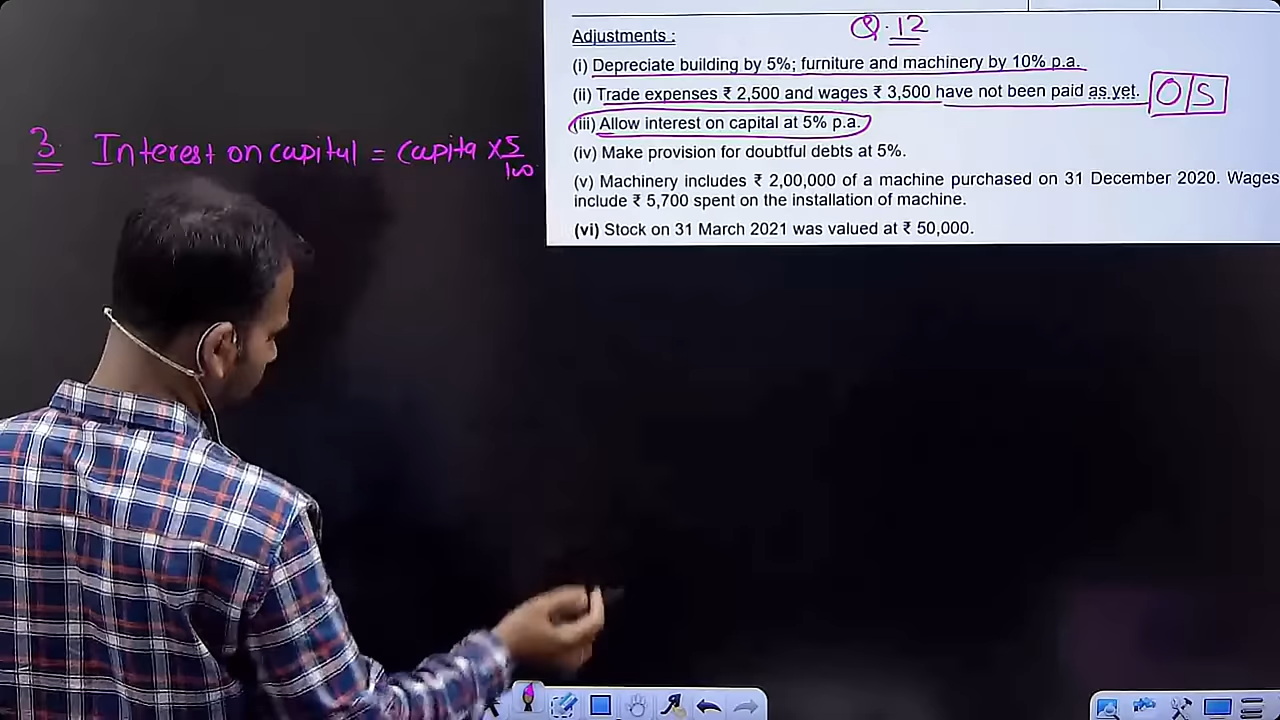 Q.12
Adjustments :
(i) Depreciate building by 5%; furniture and machinery by 10% p.a.
(ii) Trade expenses ₹ 2,500 and wages ₹ 3,500 have not been paid as yet. O/S
(iii) Allow interest on capital at 5% p.a.
(iv) Make provision for doubtful debts at 5%.
(v) Machinery includes ₹ 2,00,000 of a machine purchased on 31 December 2020. Wages
include ₹ 5,700 spent on the installation of machine.
(vi) Stock on 31 March 2021 was valued at ₹ 50,000.
3. Interest on capital = capita × 5/100